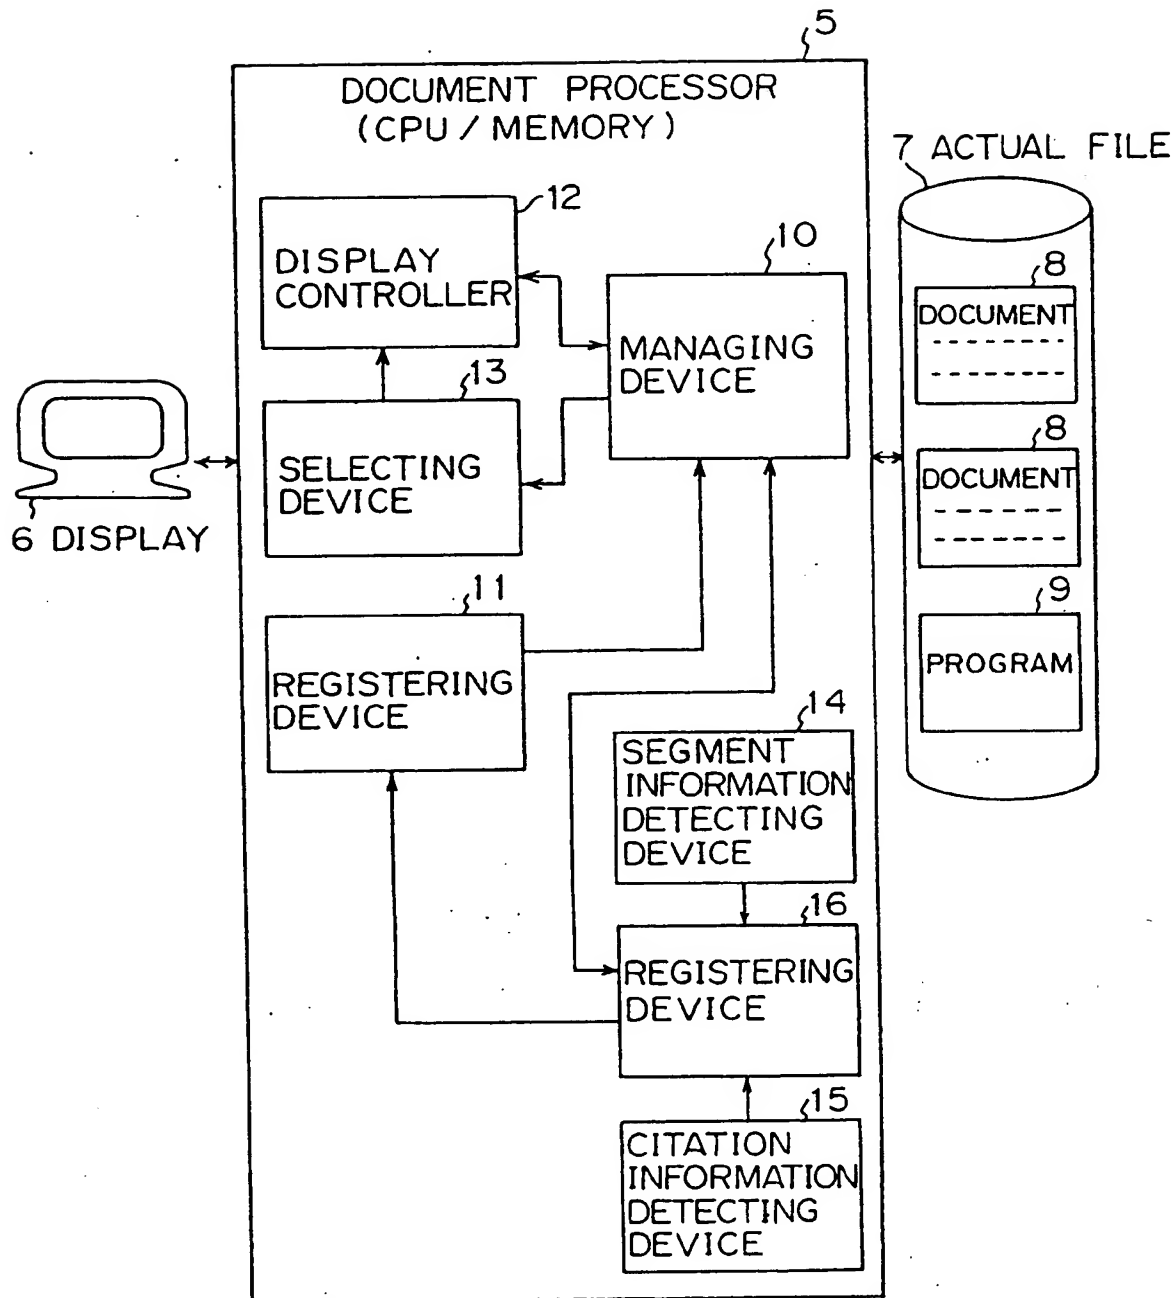 5
DOCUMENT PROCESSOR
(CPU / MEMORY)
7 ACTUAL FILE
12
DISPLAY
CONTROLLER
10
MANAGING
DEVICE
8
DOCUMENT
13
SELECTING
DEVICE
8
DOCUMENT
6 DISPLAY
11
REGISTERING
DEVICE
9
PROGRAM
14
SEGMENT
INFORMATION
DETECTING
DEVICE
16
REGISTERING
DEVICE
15
CITATION
INFORMATION
DETECTING
DEVICE